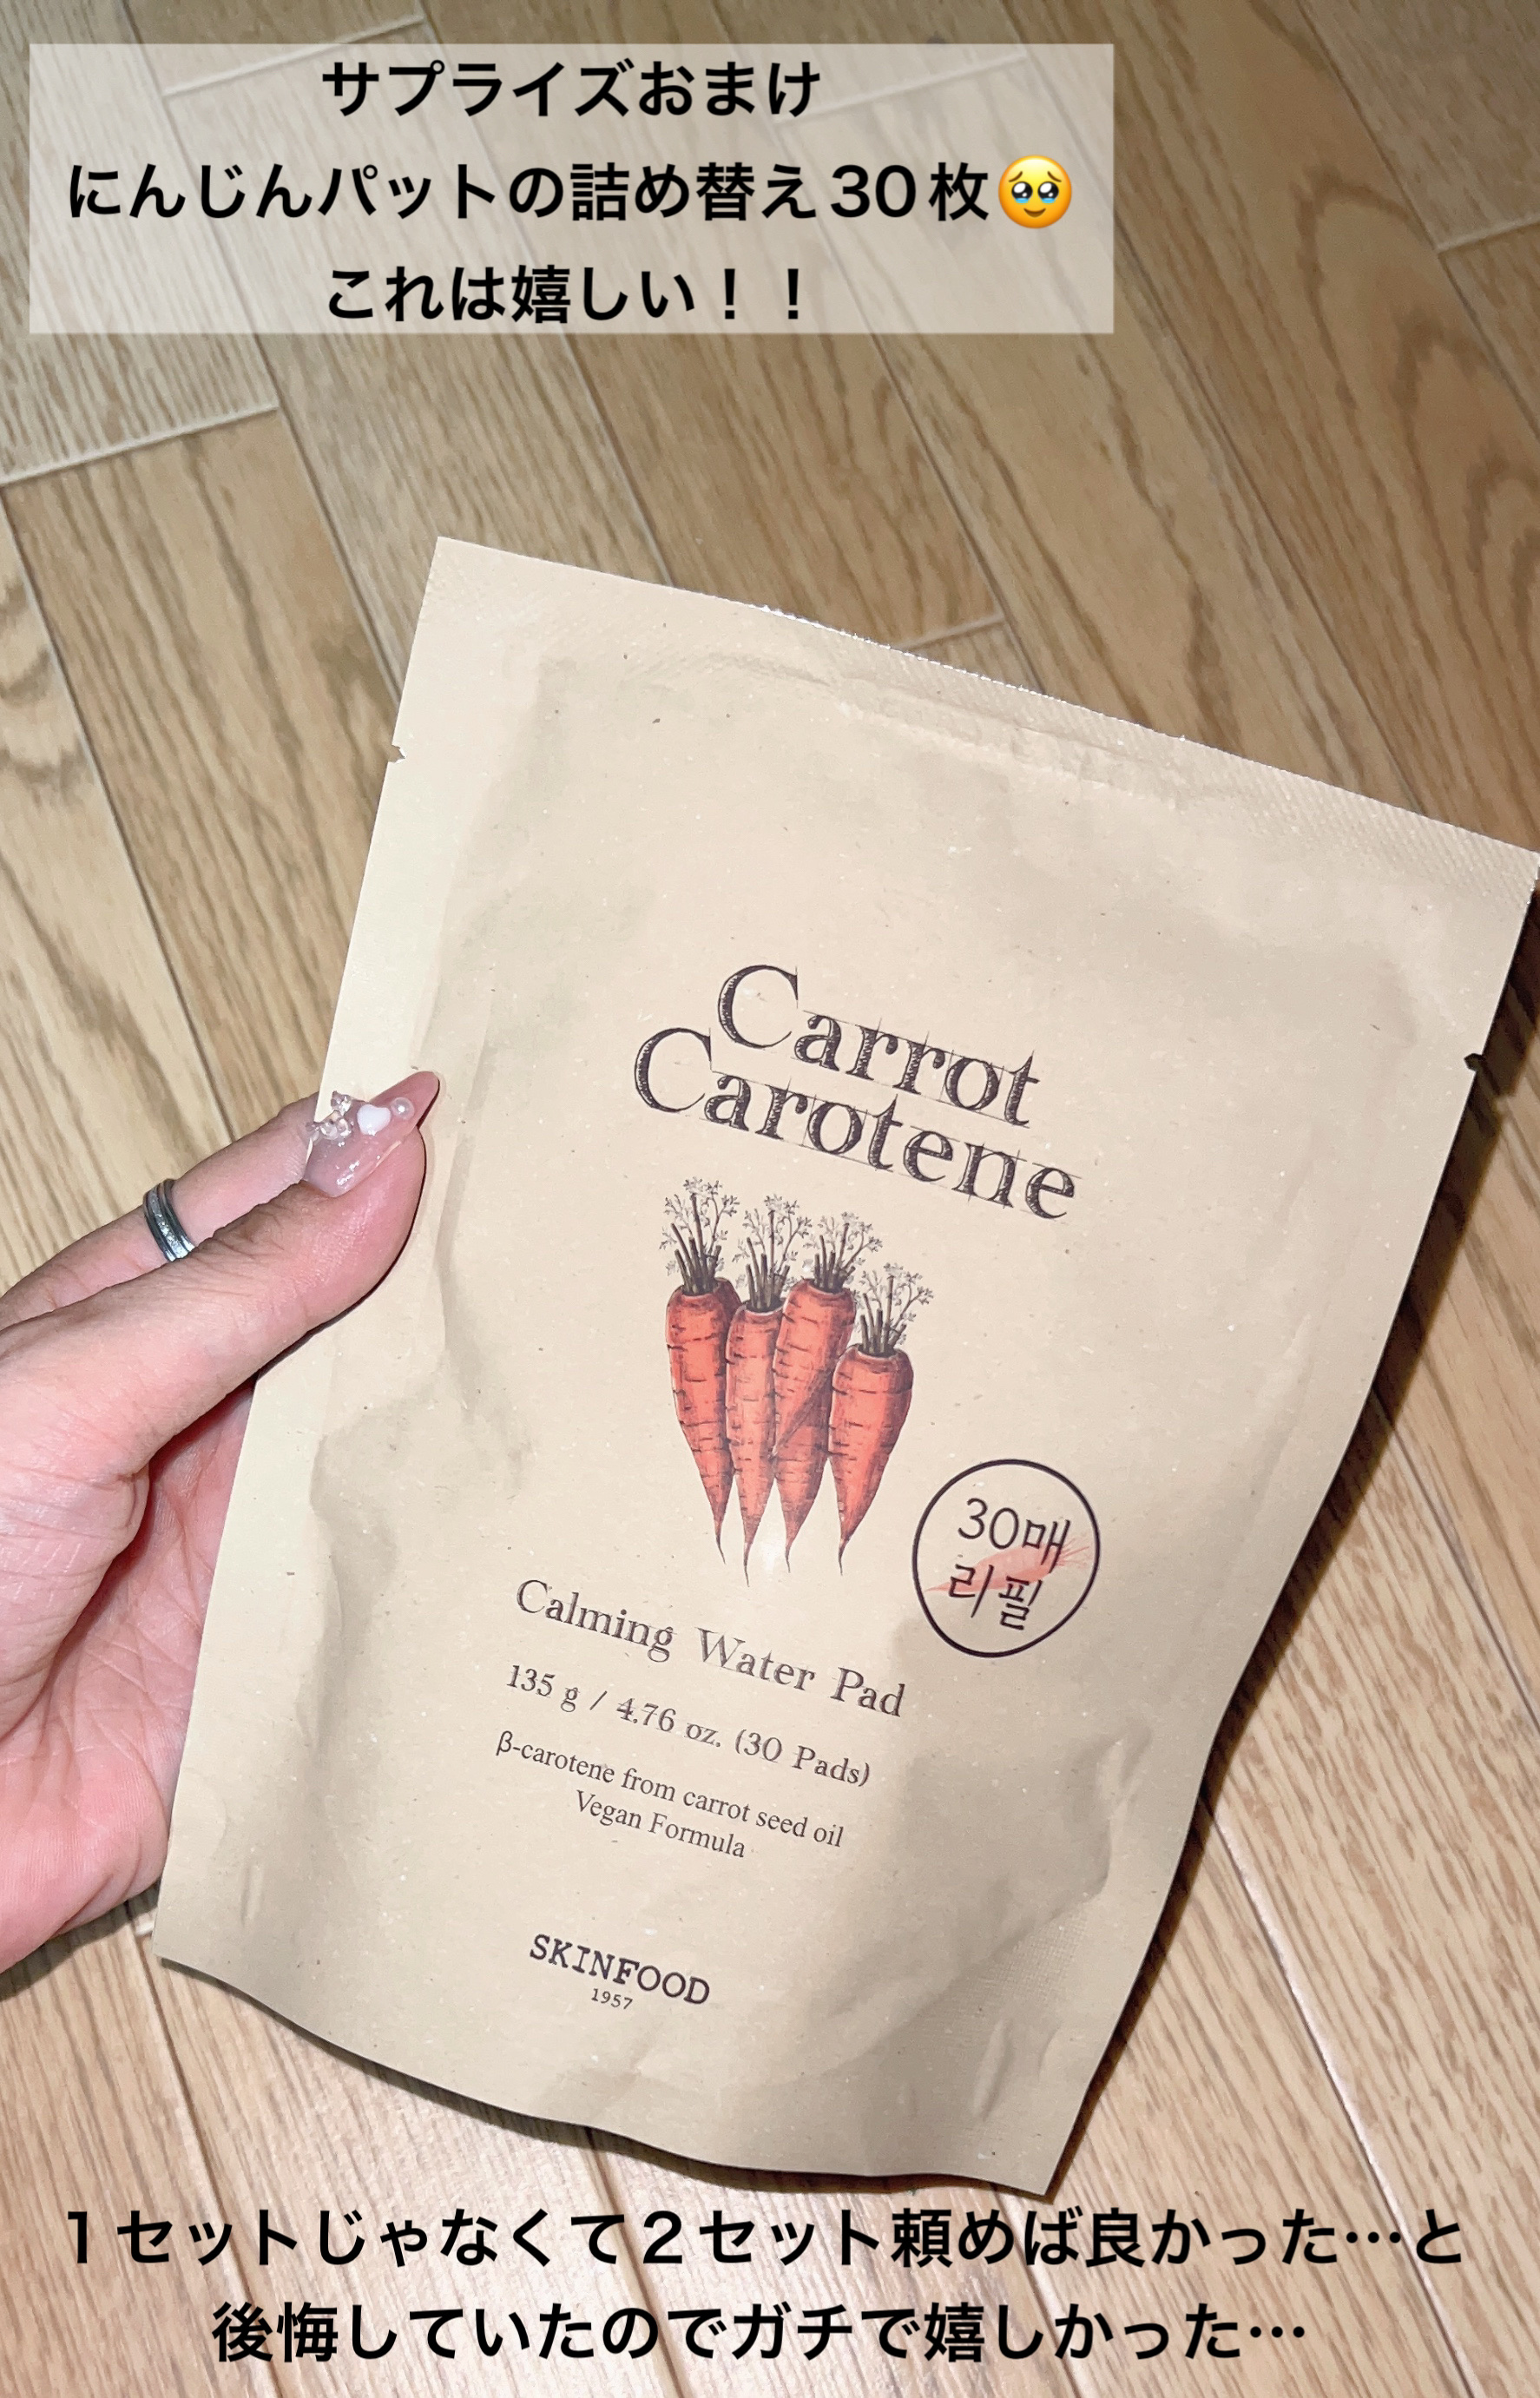 サプライズおまけ
にんじんパットの詰め替え30枚🥹
これは嬉しい！！
Carrot
Carotene
30매
리필
Calming Water Pad
135 g / 4.76 oz. (30 Pads)
β-carotene from carrot seed oil
Vegan Formula
SKINFOOD
1957
１セットじゃなくて２セット頼めば良かった…と
後悔していたのでガチで嬉しかった…